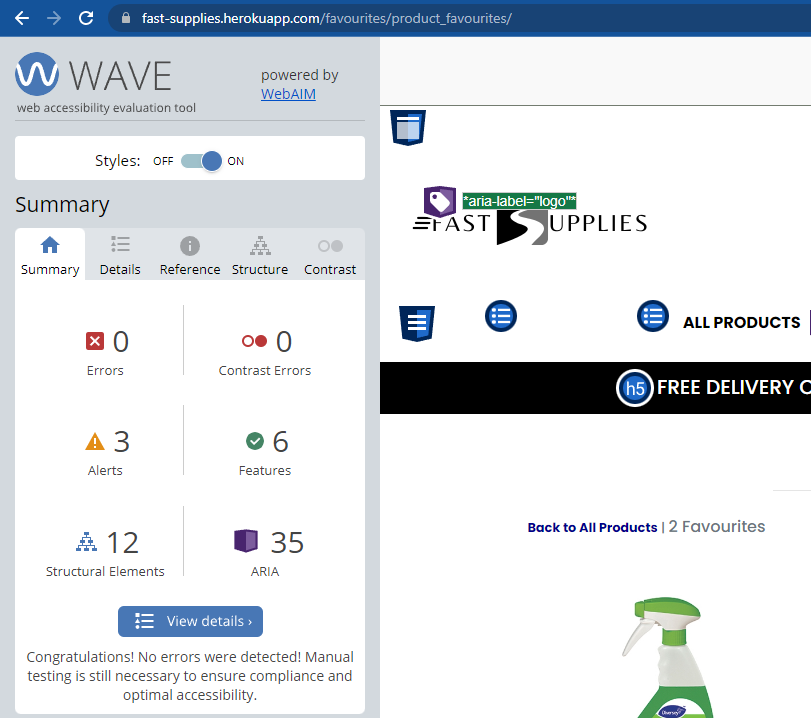 fast-supplies.herokuapp.com/favourites/product_favourites/
WAVE
web accessibility evaluation tool
powered by
WebAIM
Styles: OFF ON
Summary
Summary Details Reference Structure Contrast
0
Errors
0
Contrast Errors
3
Alerts
6
Features
12
Structural Elements
35
ARIA
View details ›
Congratulations! No errors were detected! Manual
testing is still necessary to ensure compliance and
optimal accessibility.
*aria-label="logo"*
FAST SUPPLIES
ALL PRODUCTS
h5 FREE DELIVERY O
Back to All Products | 2 Favourites
Diversey